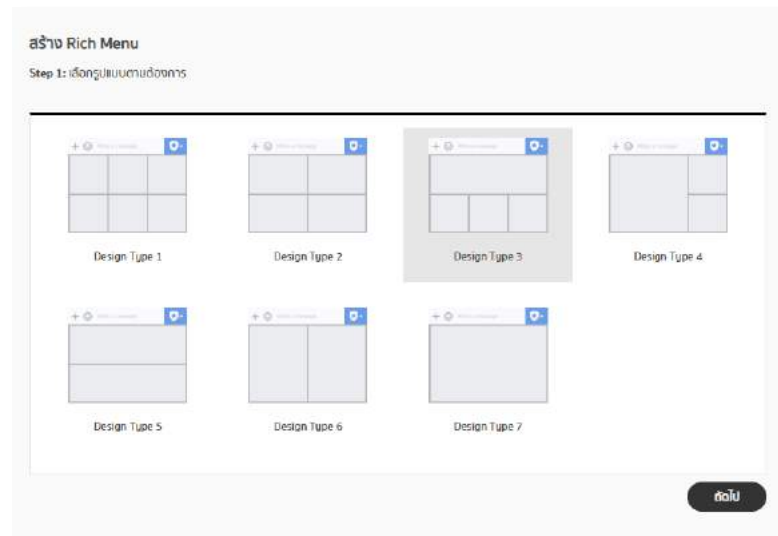 สร้าง Rich Menu
Step 1: เลือกรูปแบบตามต้องการ
Design Type 1
Design Type 2
Design Type 3
Design Type 4
Design Type 5
Design Type 6
Design Type 7
ถัดไป